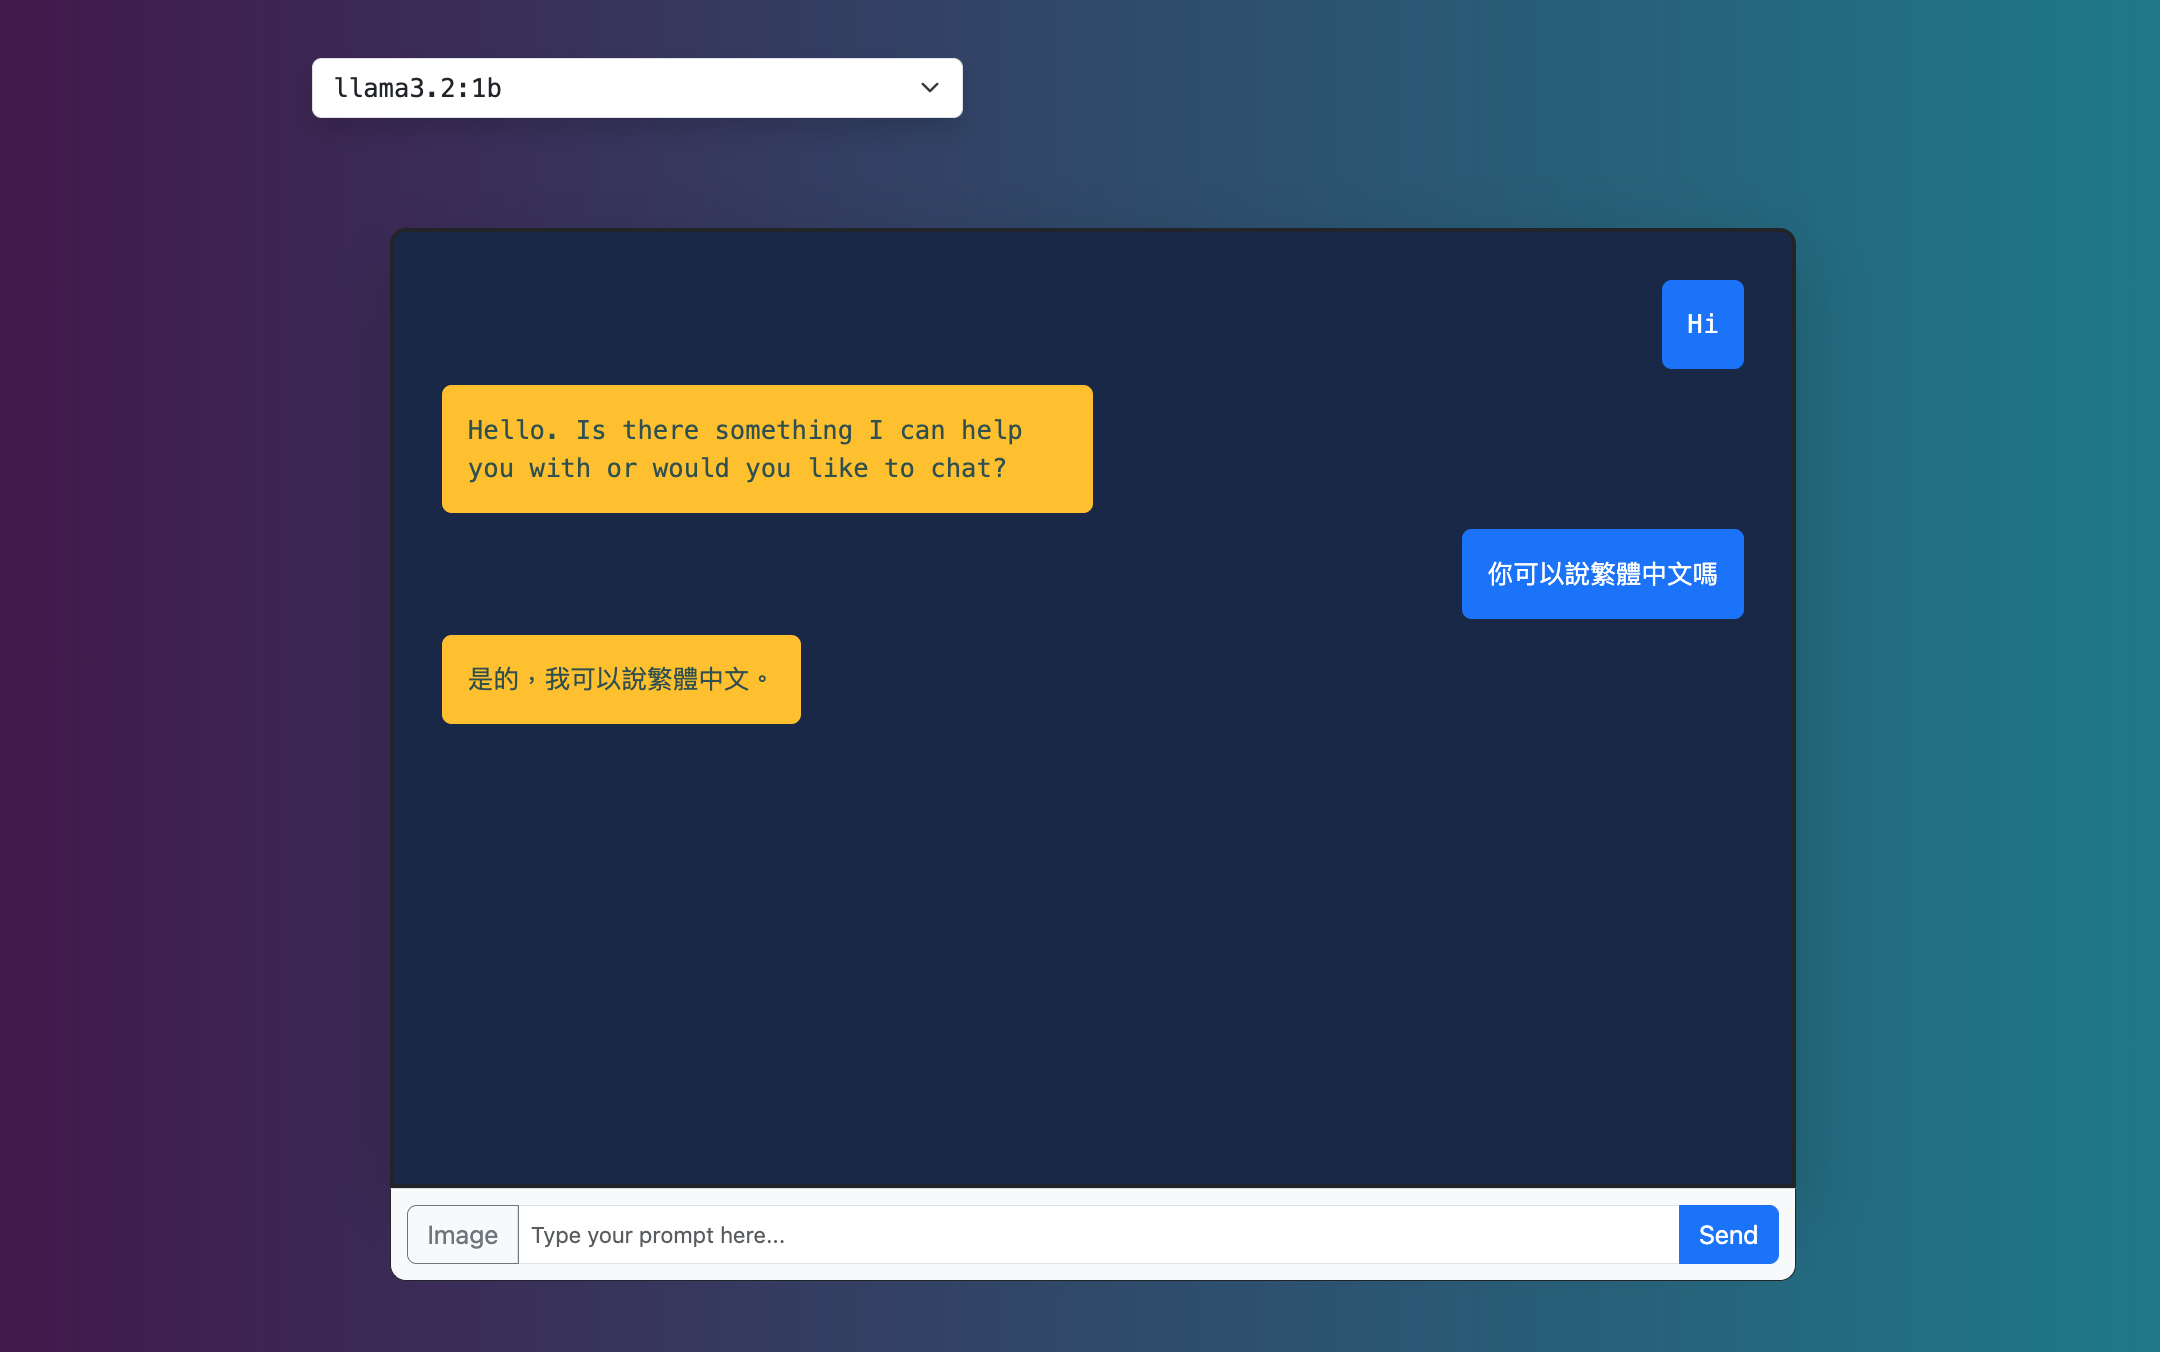 llama3.2:1b
Hi
Hello. Is there something I can help
you with or would you like to chat?
你可以說繁體中文嗎
是的，我可以說繁體中文。
Image
Type your prompt here...
Send